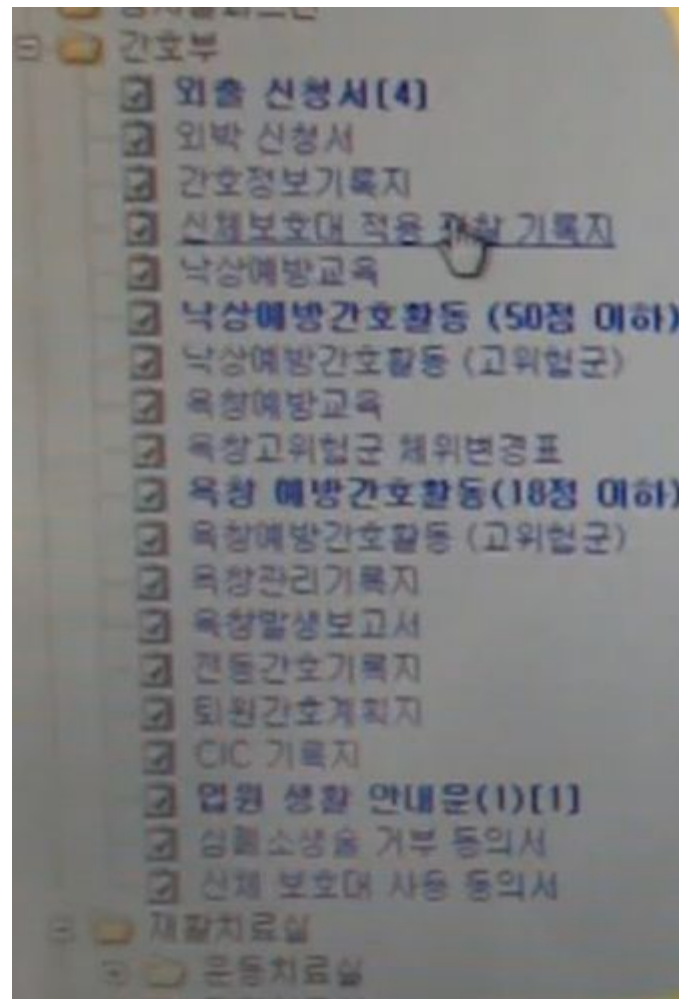 간호부
외출 신청서[4]
외박 신청서
간호정보기록지
신체보호대 적용 기록지
낙상예방교육
낙상예방간호활동 (50점 이하)
낙상예방간호활동 (고위험군)
욕창예방교육
욕창고위험군 체위변경표
욕창 예방간호활동(18점 이하)
욕창예방간호활동 (고위험군)
욕창관리기록지
욕창발생보고서
전동간호기록지
퇴원간호계획지
CIC 기록지
입원 생활 안내문(1)[1]
심폐소생술 거부 동의서
신체 보호대 사용 동의서
재활치료실
운동치료실